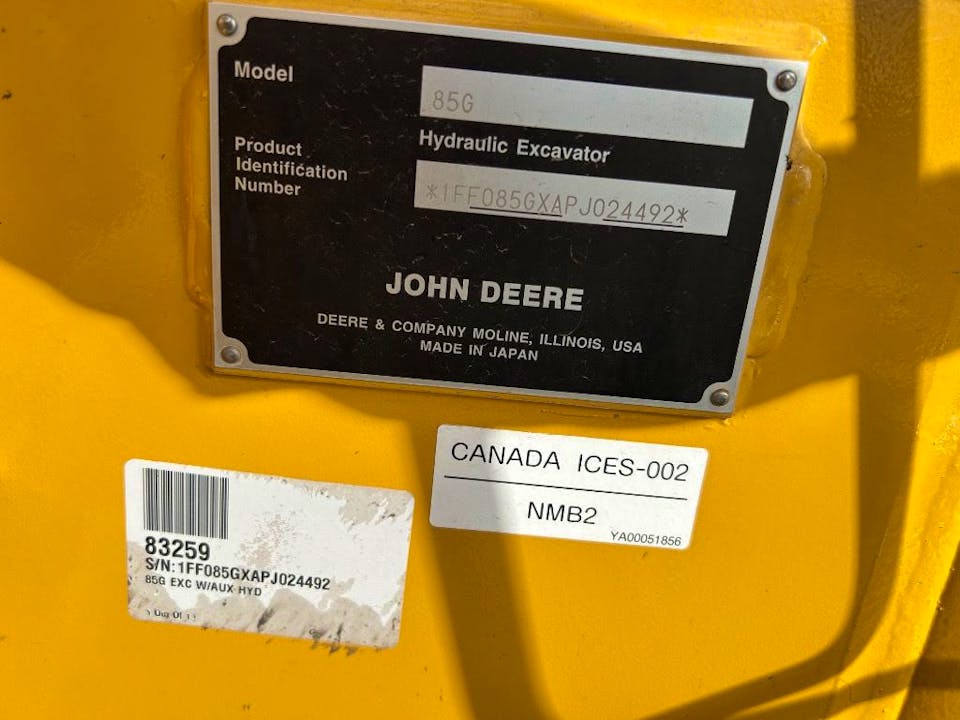 Model
85G
Hydraulic Excavator
Product
Identification
Number
*1FF085GXAPJ024492*
JOHN DEERE
DEERE & COMPANY MOLINE, ILLINOIS, USA
MADE IN JAPAN
CANADA ICES-002
NMB2
YA00051856
83259
S/N:1FF085GXAPJ024492
85G EXC W/AUX HYD